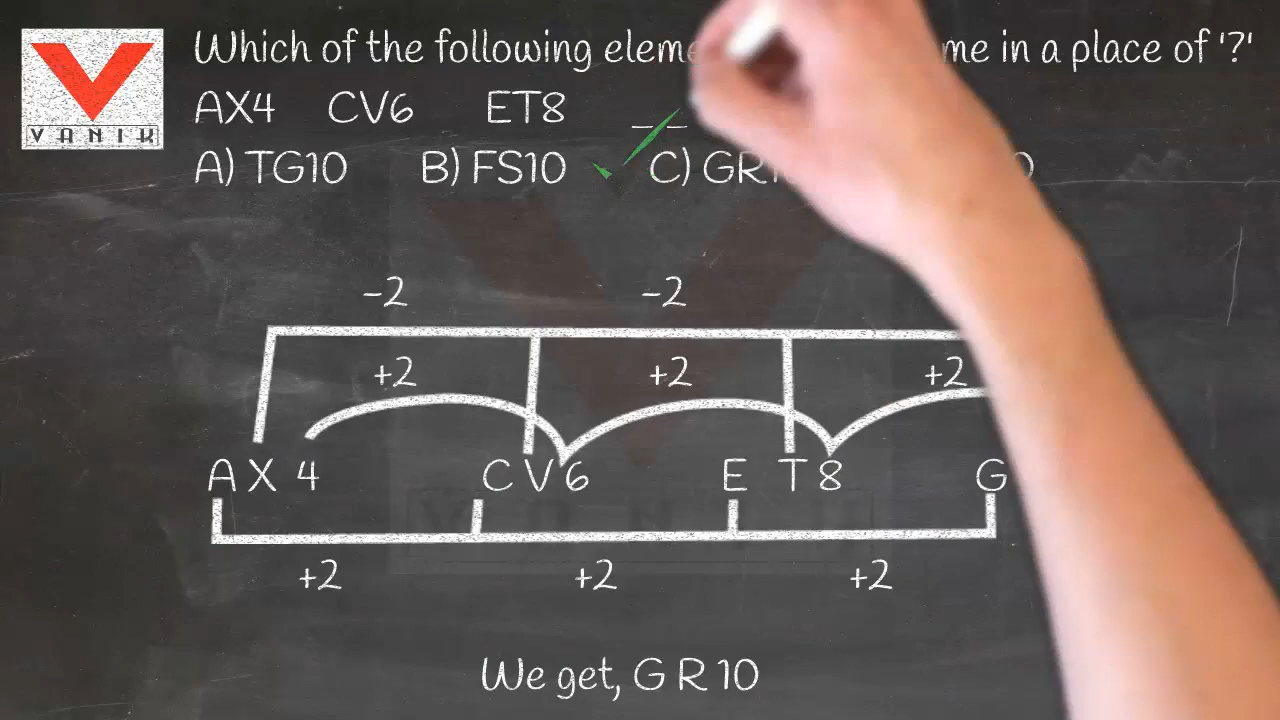 VANIK
Which of the following me in a place of '?'
AX4 CV6 ET8 _ _
A) TG10 B) FS10 C) GR
-2 -2
+2 +2 +2
A X 4 C V 6 E T 8 G
+2 +2 +2
We get, G R 10